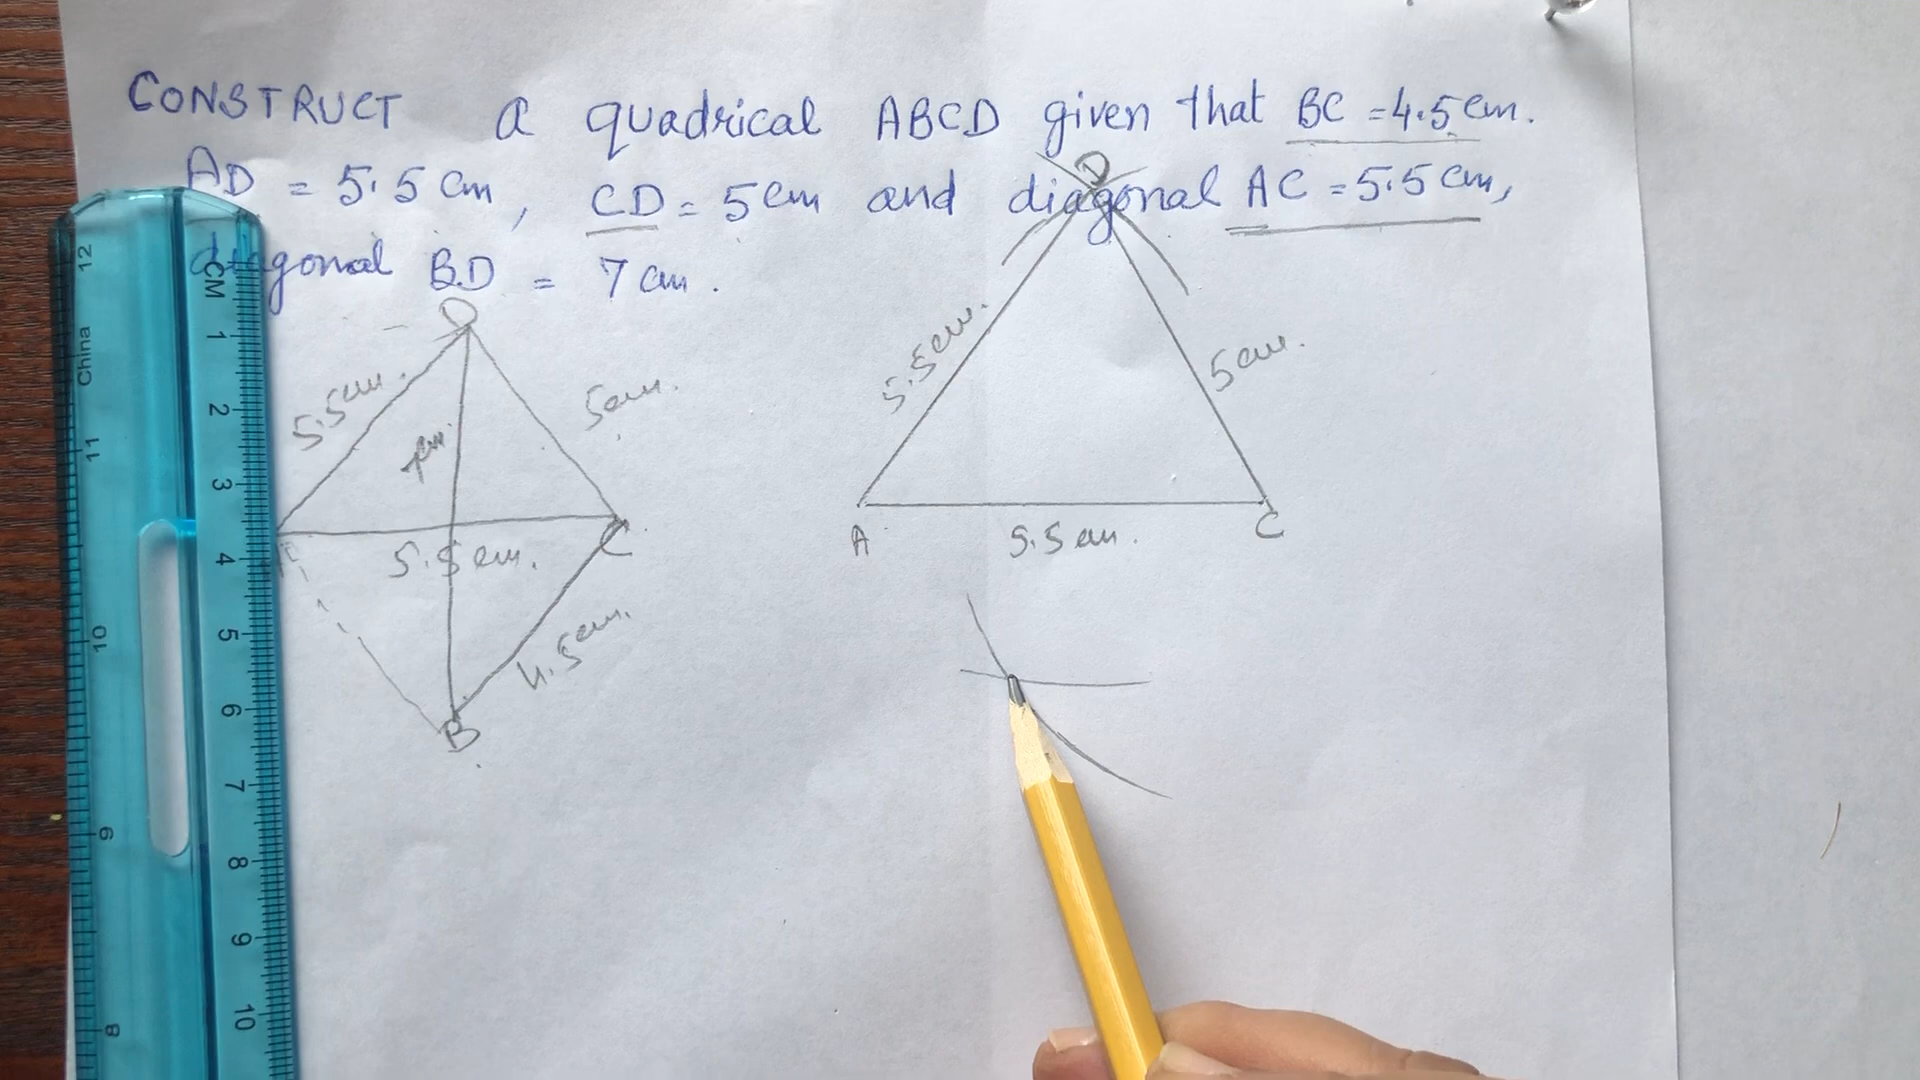 CONSTRUCT a quadrical ABCD given that BC = 4.5 cm.
AD = 5.5 cm, CD = 5 cm and diagonal AC = 5.5 cm,
diagonal BD = 7 cm.
D
5.5 cm.
5 cm.
7 cm.
5.5 cm.
C
4.5 cm.
B
D
5.5 cm.
5 cm.
A
C
5.5 cm.
CM 1 2 3 4 5 6 7 8 9 10
12 China 11 10 9 8